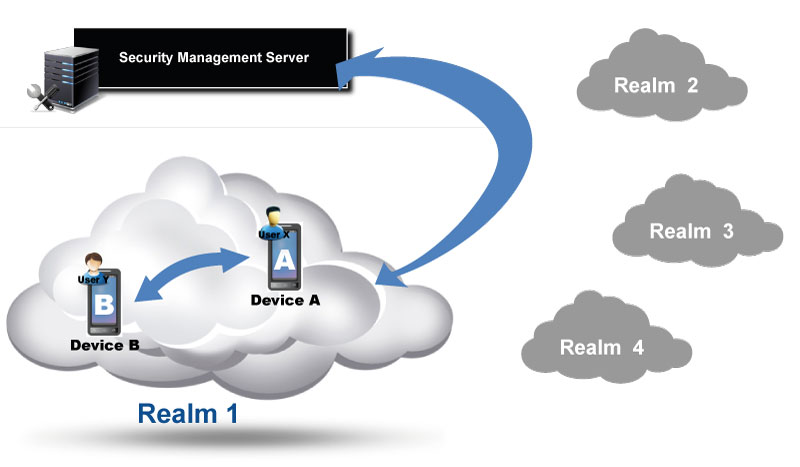 Security Management Server
Realm 2
Realm 3
Realm 4
User X
A
Device A
User Y
B
Device B
Realm 1